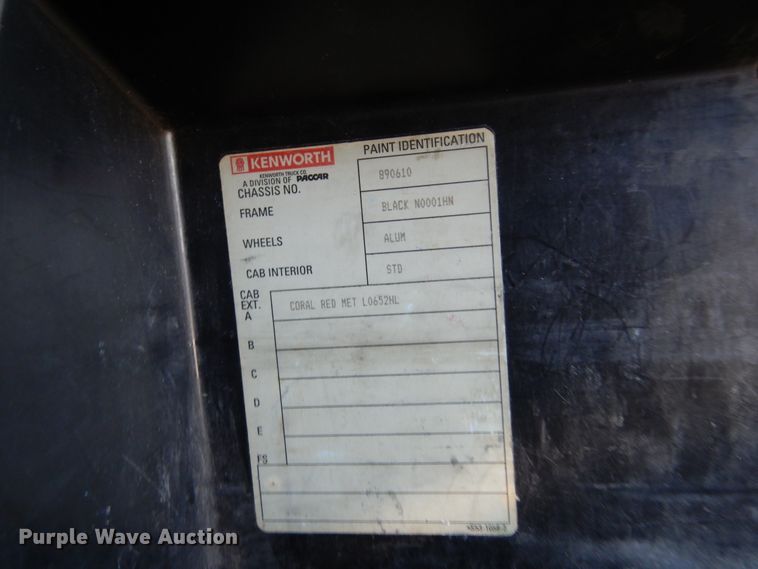 KENWORTH
KENWORTH TRUCK CO.
A DIVISION OF PACCAR
PAINT IDENTIFICATION
CHASSIS NO. 890610
FRAME BLACK N0001HN
WHEELS ALUM
CAB INTERIOR STD
CAB
EXT.
A CORAL RED MET L0652HL
B
C
D
E
FS
Purple Wave Auction®